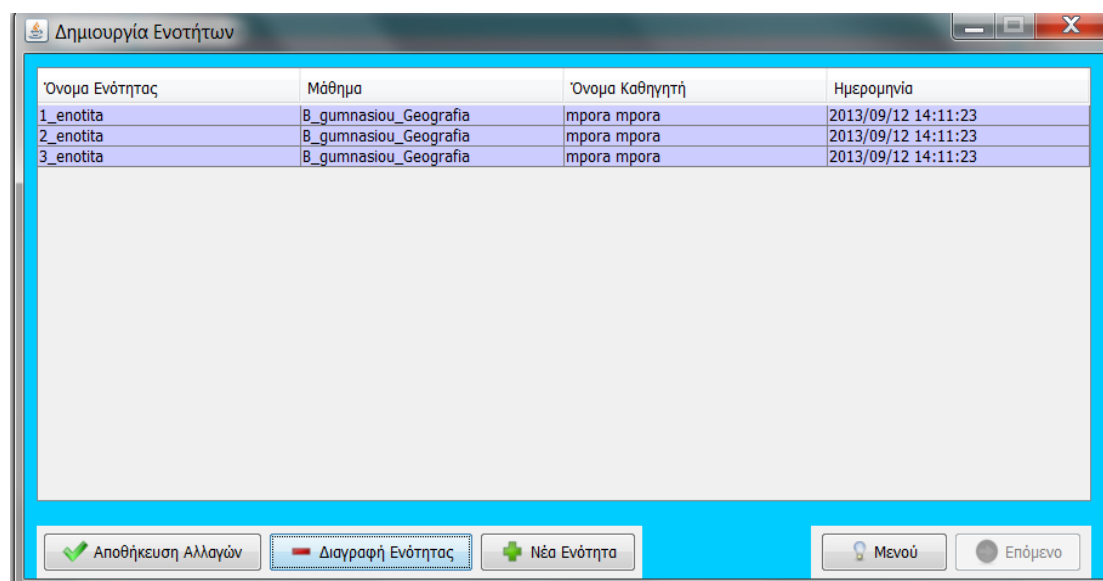 Δημιουργία Ενοτήτων
Όνομα Ενότητας Μάθημα Όνομα Καθηγητή Ημερομηνία
1_enotita B_gumnasiou_Geografia mpora mpora 2013/09/12 14:11:23
2_enotita B_gumnasiou_Geografia mpora mpora 2013/09/12 14:11:23
3_enotita B_gumnasiou_Geografia mpora mpora 2013/09/12 14:11:23
Αποθήκευση Αλλαγών Διαγραφή Ενότητας Νέα Ενότητα Μενού Επόμενο